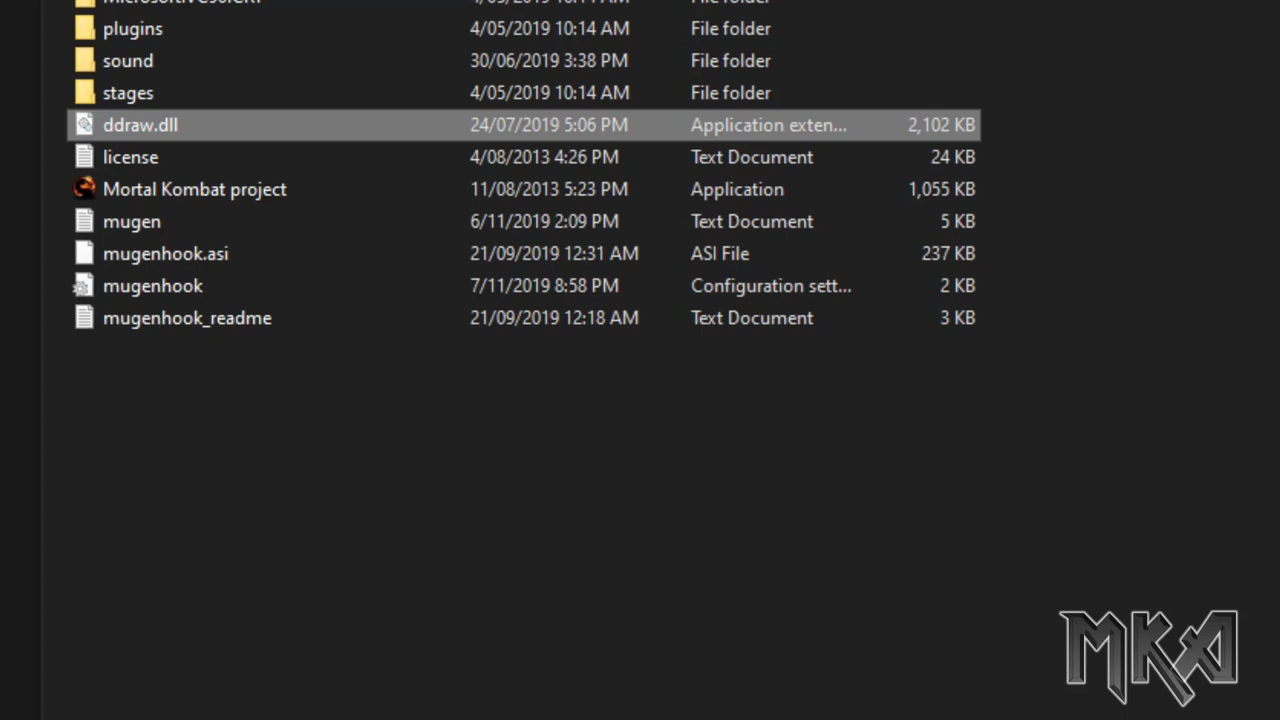 plugins 4/05/2019 10:14 AM File folder
sound 30/06/2019 3:38 PM File folder
stages 4/05/2019 10:14 AM File folder
ddraw.dll 24/07/2019 5:06 PM Application exten... 2,102 KB
license 4/08/2013 4:26 PM Text Document 24 KB
Mortal Kombat project 11/08/2013 5:23 PM Application 1,055 KB
mugen 6/11/2019 2:09 PM Text Document 5 KB
mugenhook.asi 21/09/2019 12:31 AM ASI File 237 KB
mugenhook 7/11/2019 8:58 PM Configuration sett... 2 KB
mugenhook_readme 21/09/2019 12:18 AM Text Document 3 KB
MKA